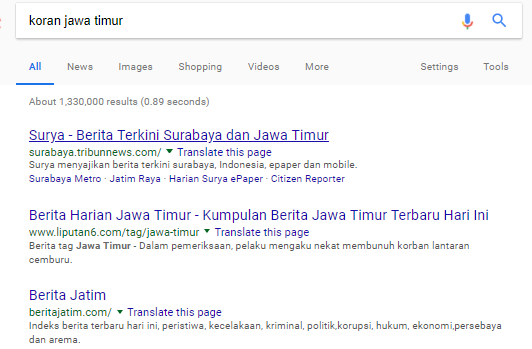 koran jawa timur
All News Images Shopping Videos More Settings Tools
About 1,330,000 results (0.89 seconds)
Surya - Berita Terkini Surabaya dan Jawa Timur
surabaya.tribunnews.com/ ▼ Translate this page
Surya menyajikan berita terkini surabaya, Indonesia, epaper dan mobile.
Surabaya Metro · Jatim Raya · Harian Surya ePaper · Citizen Reporter
Berita Harian Jawa Timur - Kumpulan Berita Jawa Timur Terbaru Hari Ini
www.liputan6.com/tag/jawa-timur ▼ Translate this page
Berita tag Jawa Timur - Dalam pemeriksaan, pelaku mengaku nekat membunuh korban lantaran
cemburu.
Berita Jatim
beritajatim.com/ ▼ Translate this page
Indeks berita terbaru hari ini, peristiwa, kecelakaan, kriminal, politik,korupsi, hukum, ekonomi,persebaya
dan arema.